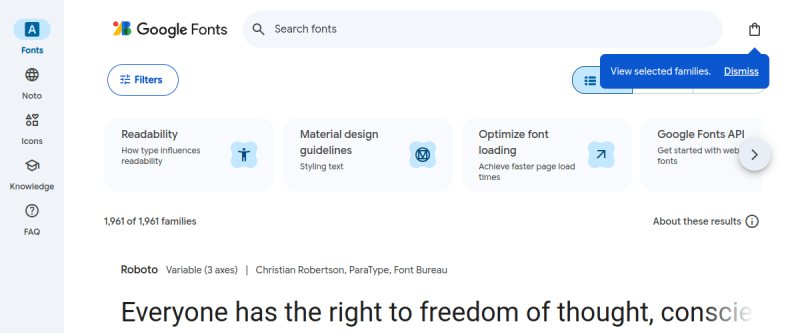 Google Fonts
Search fonts
View selected families. Dismiss
Fonts
Noto
Icons
Knowledge
FAQ
Filters
Readability
How type influences
readability
Material design
guidelines
Styling text
Optimize font
loading
Achieve faster page load
times
Google Fonts API
Get started with web
fonts
1,961 of 1,961 families
About these results
Roboto Variable (3 axes) | Christian Robertson, ParaType, Font Bureau
Everyone has the right to freedom of thought, conscie